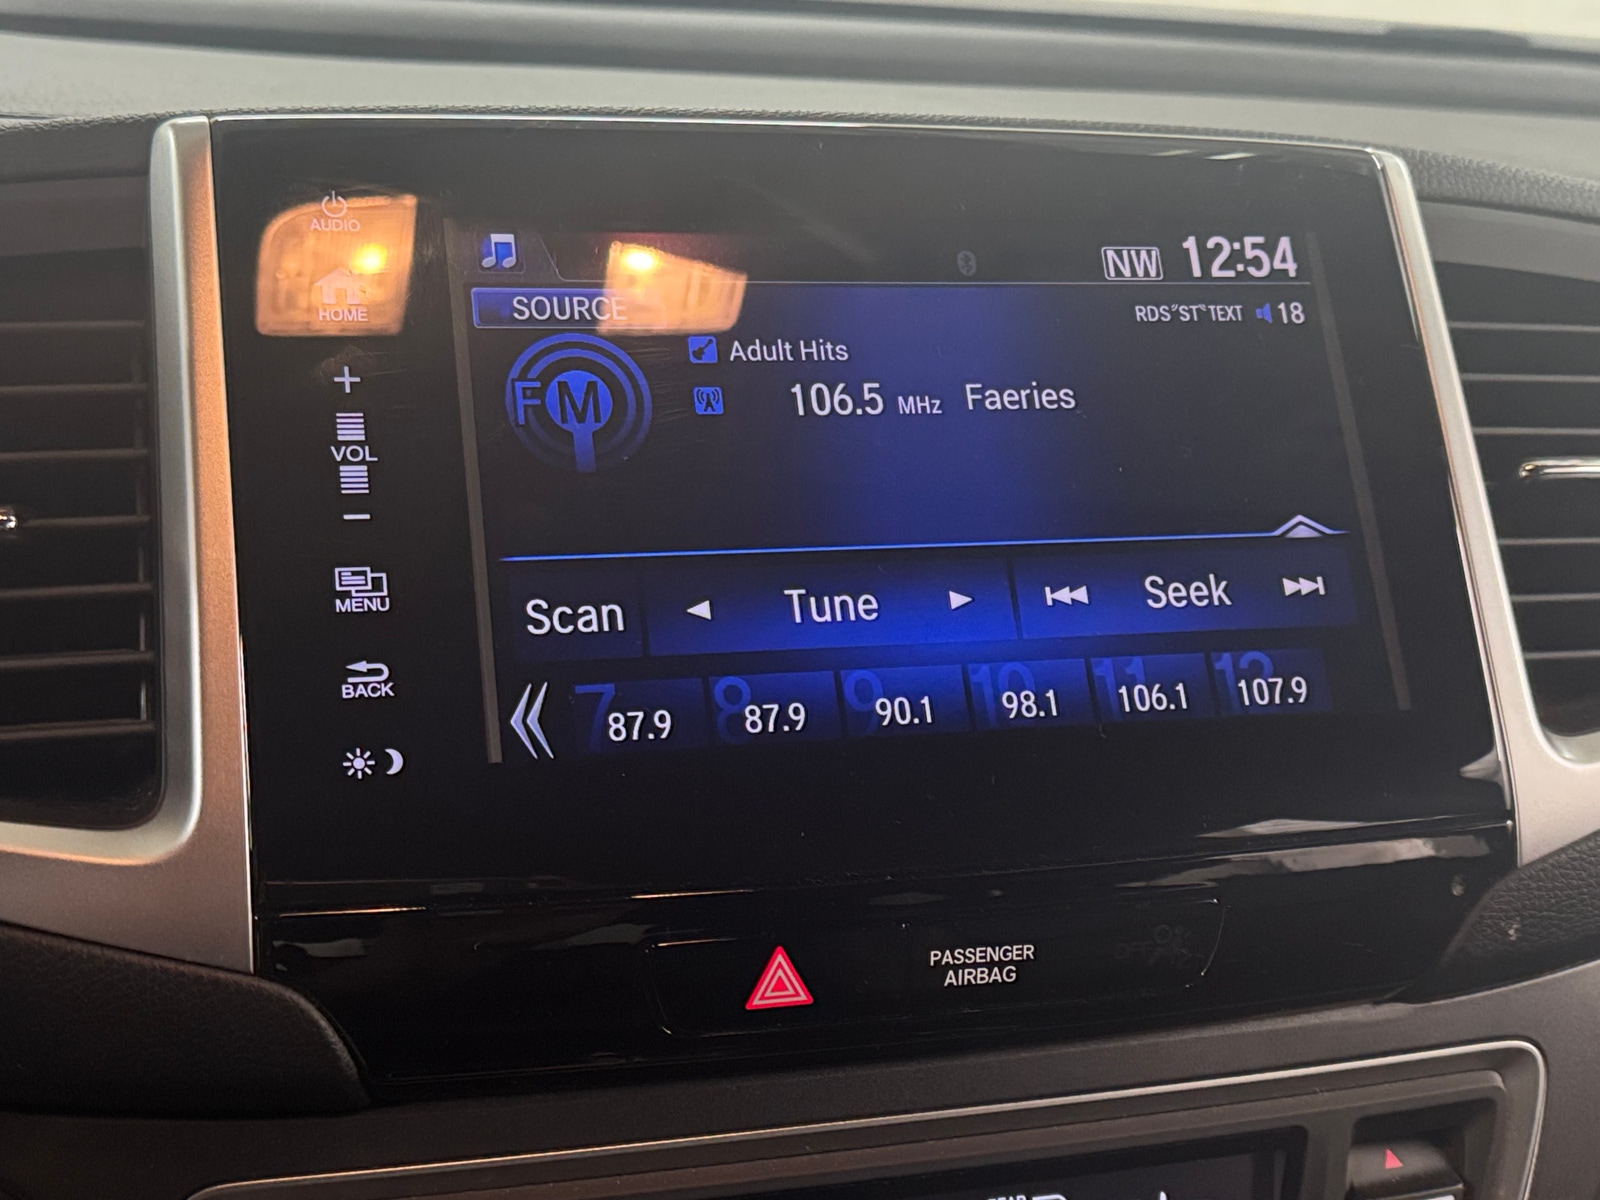 AUDIO
HOME
+
VOL
−
MENU
BACK
NW 12:54
SOURCE
RDS ST TEXT 18
FM
Adult Hits
106.5 MHz Faeries
Scan Tune Seek
7 87.9
8 87.9
9 90.1
10 98.1
11 106.1
12 107.9
PASSENGER
AIRBAG
OFF